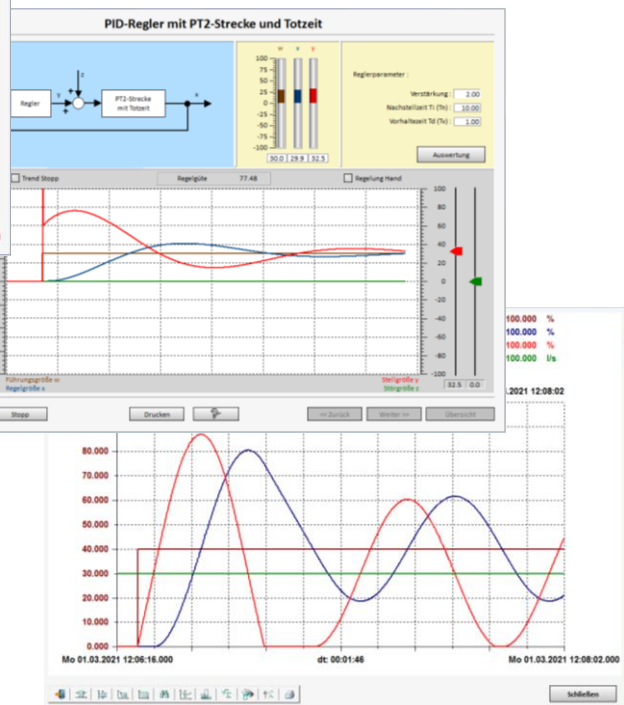 PID-Regler mit PT2-Strecke und Totzeit
w x y
z
Regler
y
+
+
PT2-Strecke
mit Totzeit
x
100
75
50
25
0
-25
-50
-75
-100
30.0 29.9 32.5
Reglerparameter :
Verstärkung : 2.00
Nachstellzeit Ti (Tn) : 10.00
Vorhaltezeit Td (Tv) : 1.00
Auswertung
Trend Stopp
Regelgüte 77.48
Regelung Hand
100
80
60
40
20
0
-20
-40
-60
-80
-100
Führungsgröße w
Regelgröße x
Stellgröße y
Störgröße z
32.5 0.0
Stopp
Drucken
<< Zurück
Weiter >>
Übersicht
100.000 %
100.000 %
100.000 %
100.000 l/s
.2021 12:08:02
80.000
70.000
60.000
50.000
40.000
30.000
20.000
10.000
0.000
Mo 01.03.2021 12:06:16.000
dt: 00:01:46
Mo 01.03.2021 12:08:02.000
Schließen